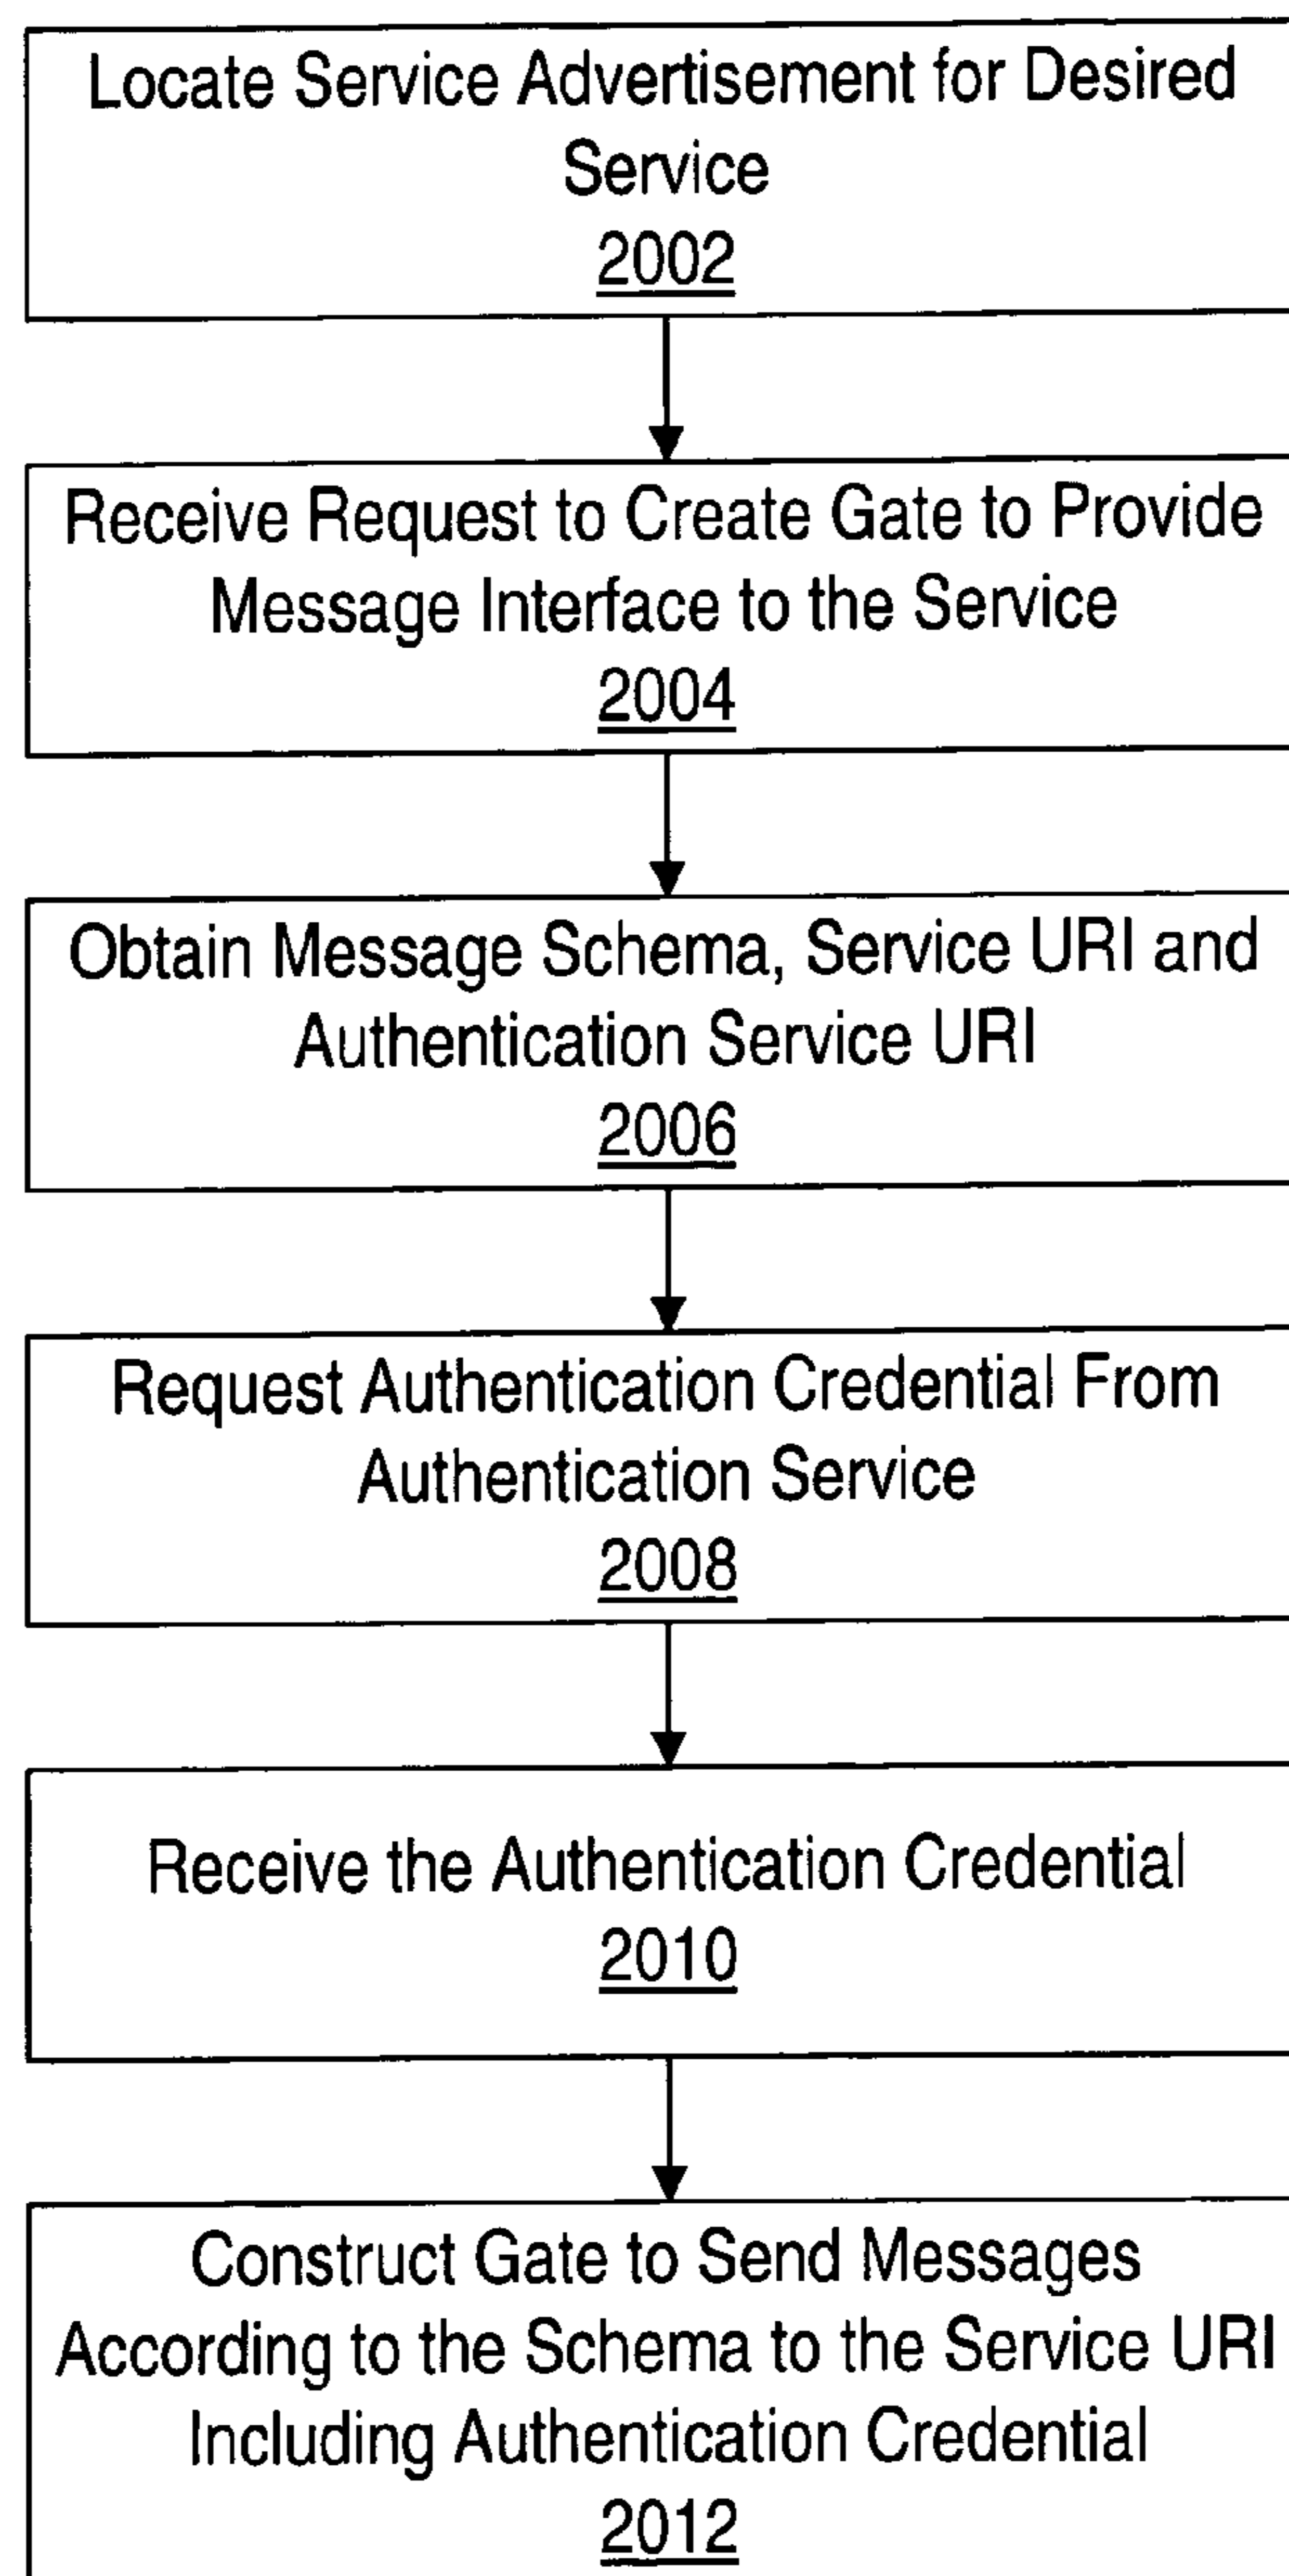 Locate Service Advertisement for Desired
Service
2002
Receive Request to Create Gate to Provide
Message Interface to the Service
2004
Obtain Message Schema, Service URI and
Authentication Service URI
2006
Request Authentication Credential From
Authentication Service
2008
Receive the Authentication Credential
2010
Construct Gate to Send Messages
According to the Schema to the Service URI
Including Authentication Credential
2012